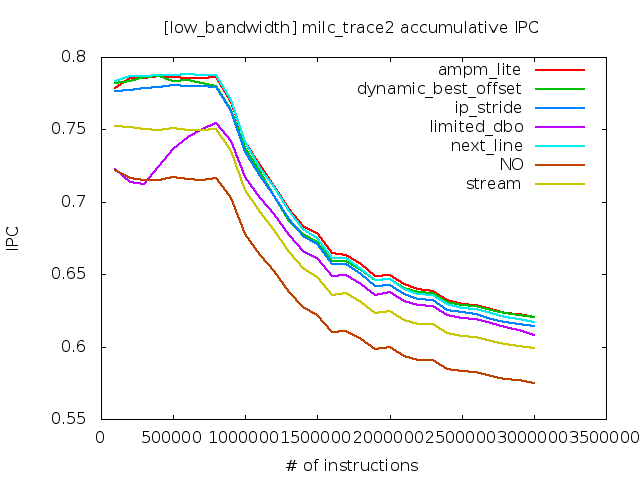 [low_bandwidth] milc_trace2 accumulative IPC
0.8
0.75
0.7
0.65
0.6
0.55
IPC
ampm_lite
dynamic_best_offset
ip_stride
limited_dbo
next_line
NO
stream
0 500000 1000000 1500000 2000000 2500000 3000000 3500000
# of instructions